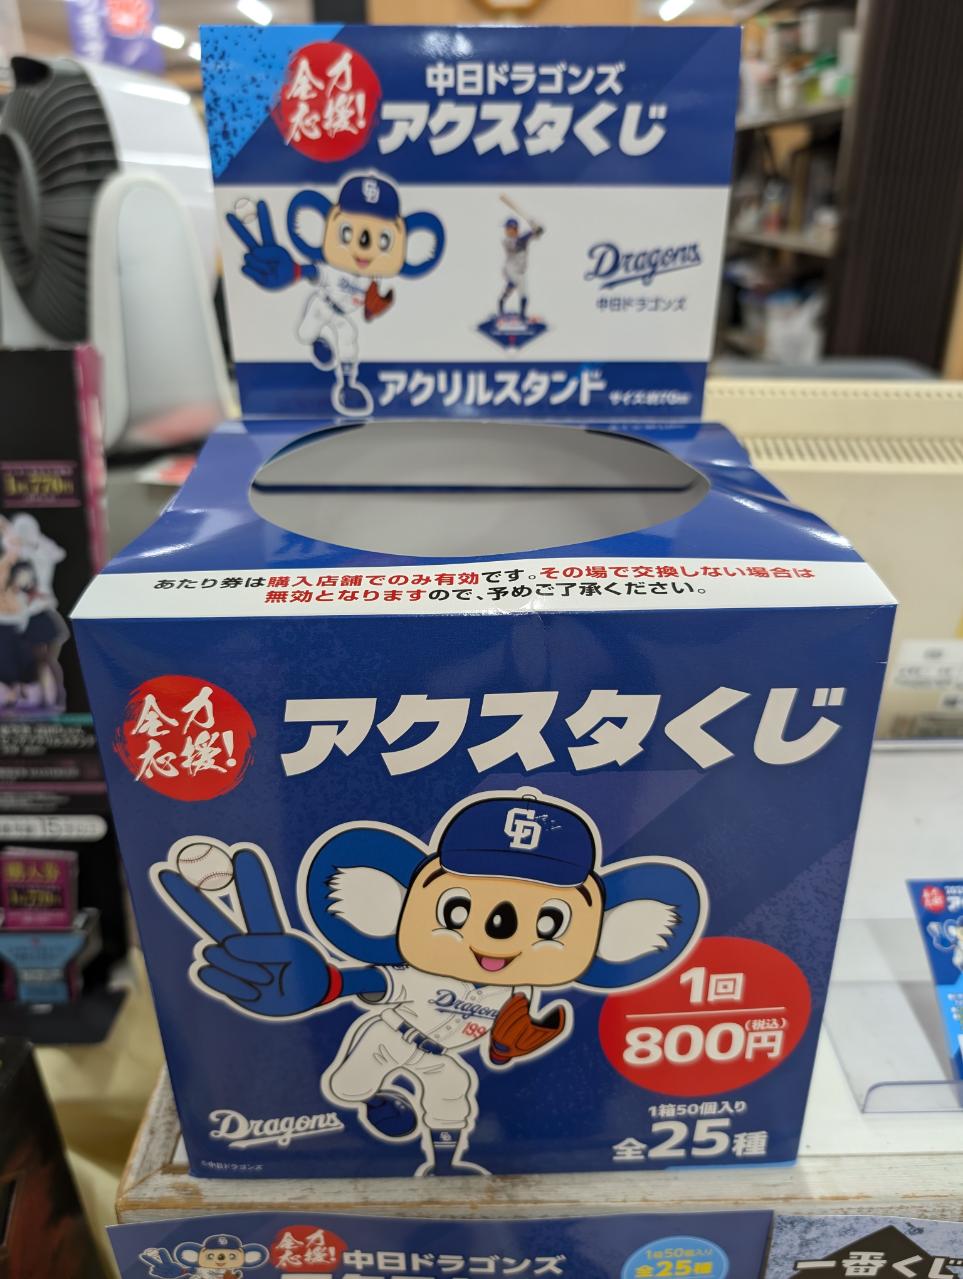 全力
応援!
中日ドラゴンズ
アクスタくじ
Dragons
中日ドラゴンズ
アクリルスタンド
あたり券は購入店舗でのみ有効です。その場で交換しない場合は
無効となりますので、予めご了承ください。
全力
応援!
アクスタくじ
CD
Dragons
199
1回
800円(税込)
1箱50個入り
全25種
Dragons
©中日ドラゴンズ
全力
応援!
中日ドラゴンズ
1箱50個入り
全25種
一番くじ